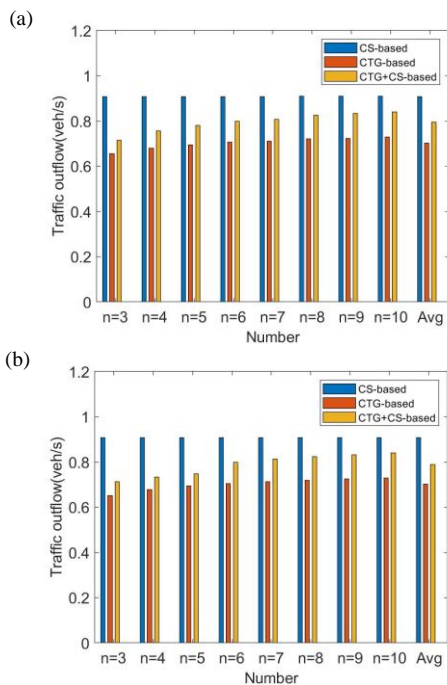 (a)
1.2
1
0.8
0.6
0.4
0.2
0
Traffic outflow(veh/s)
CS-based
CTG-based
CTG+CS-based
n=3 n=4 n=5 n=6 n=7 n=8 n=9 n=10 Avg
Number
(b)
1.2
1
0.8
0.6
0.4
0.2
0
Traffic outflow(veh/s)
CS-based
CTG-based
CTG+CS-based
n=3 n=4 n=5 n=6 n=7 n=8 n=9 n=10 Avg
Number